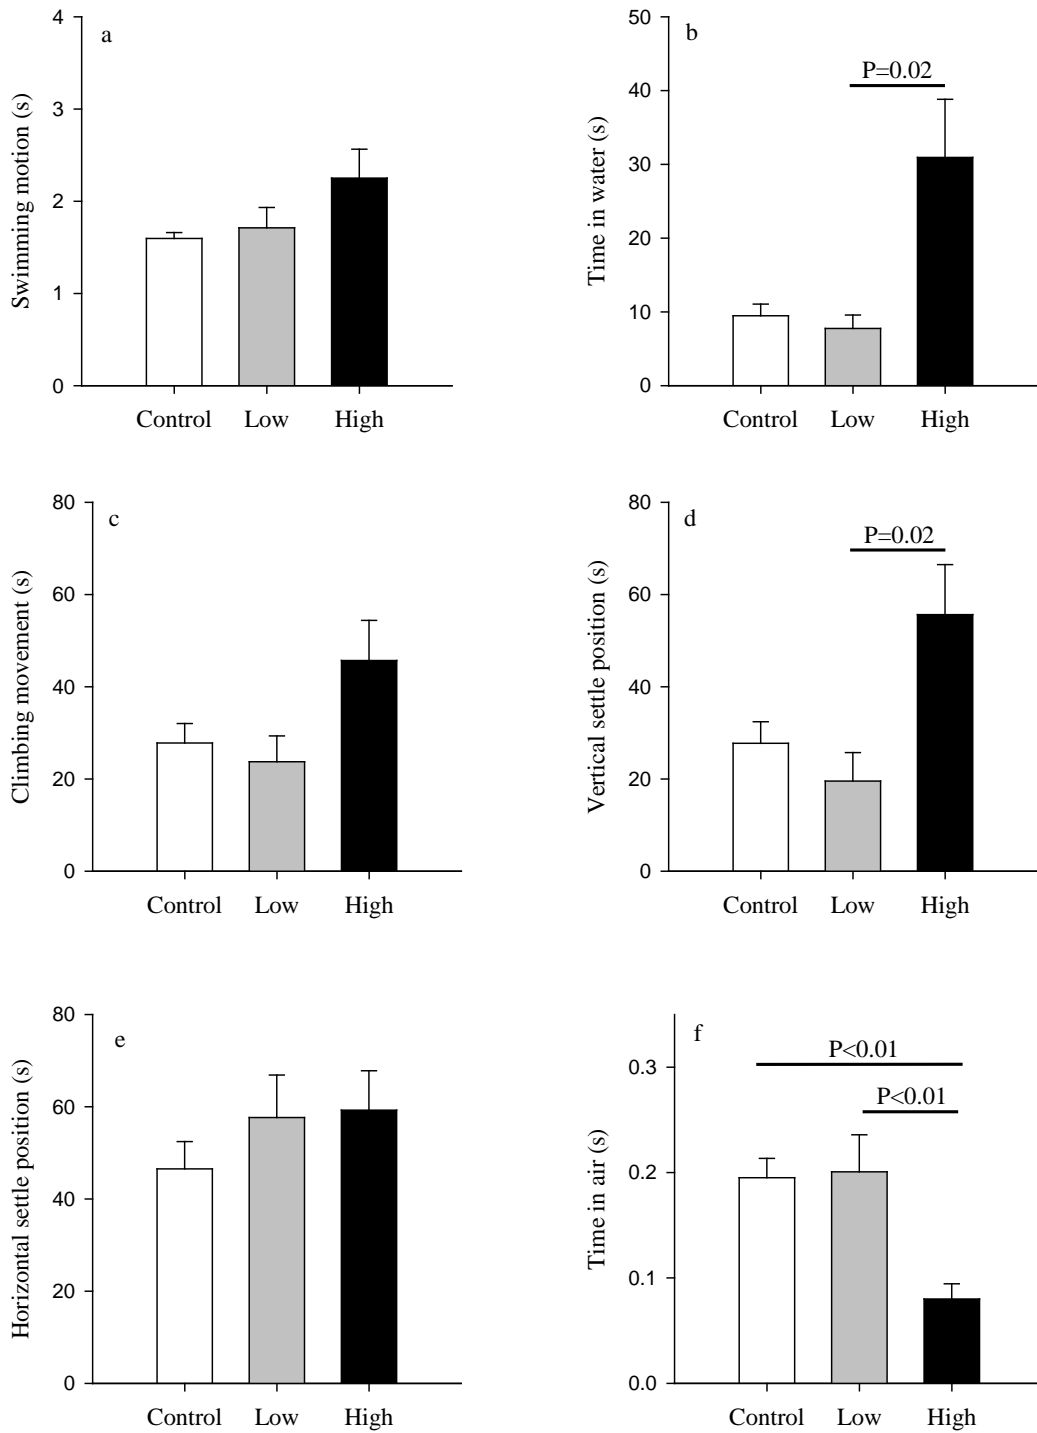 a
Swimming motion (s)
4
3
2
1
0
Control Low High
b
Time in water (s)
50
40
30
20
10
0
P=0.02
Control Low High
c
Climbing movement (s)
80
60
40
20
0
Control Low High
d
Vertical settle position (s)
80
60
40
20
0
P=0.02
Control Low High
e
Horizontal settle position (s)
80
60
40
20
0
Control Low High
f
Time in air (s)
0.3
0.2
0.1
0.0
P<0.01
P<0.01
Control Low High